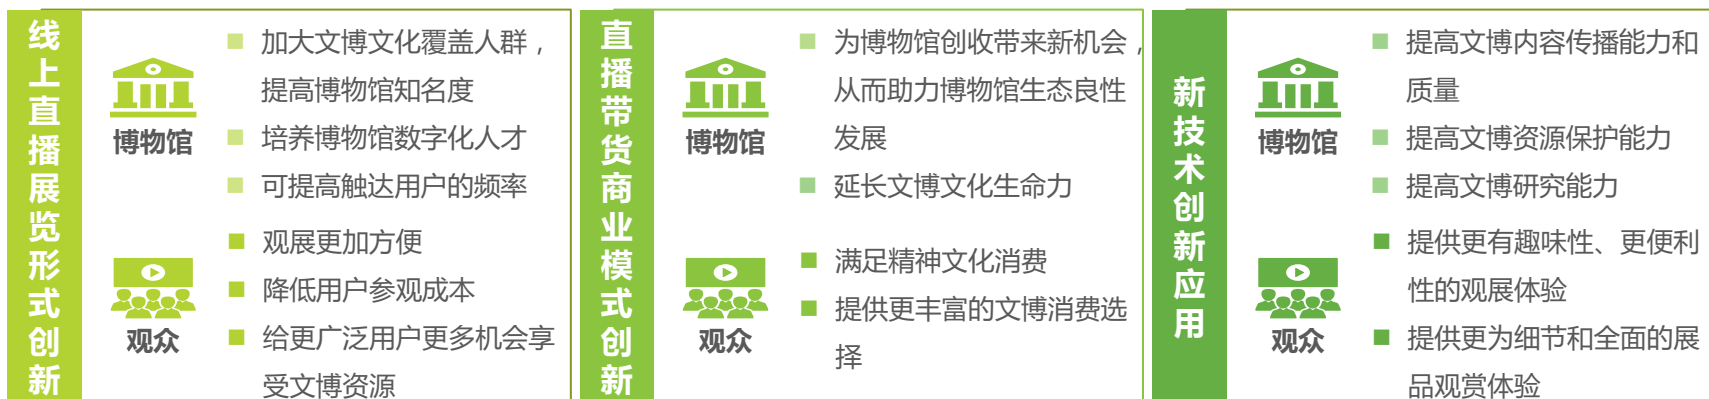 线上直播展览形式创新
博物馆
加大文博文化覆盖人群，
提高博物馆知名度
培养博物馆数字化人才
可提高触达用户的频率
观众
观展更加方便
降低用户参观成本
给更广泛用户更多机会享
受文博资源
直播带货商业模式创新
博物馆
为博物馆创收带来新机会，
从而助力博物馆生态良性
发展
延长文博文化生命力
观众
满足精神文化消费
提供更丰富的文博消费选
择
新技术创新应用
博物馆
提高文博内容传播能力和
质量
提高文博资源保护能力
提高文博研究能力
观众
提供更有趣味性、更便利
性的观展体验
提供更为细节和全面的展
品观赏体验